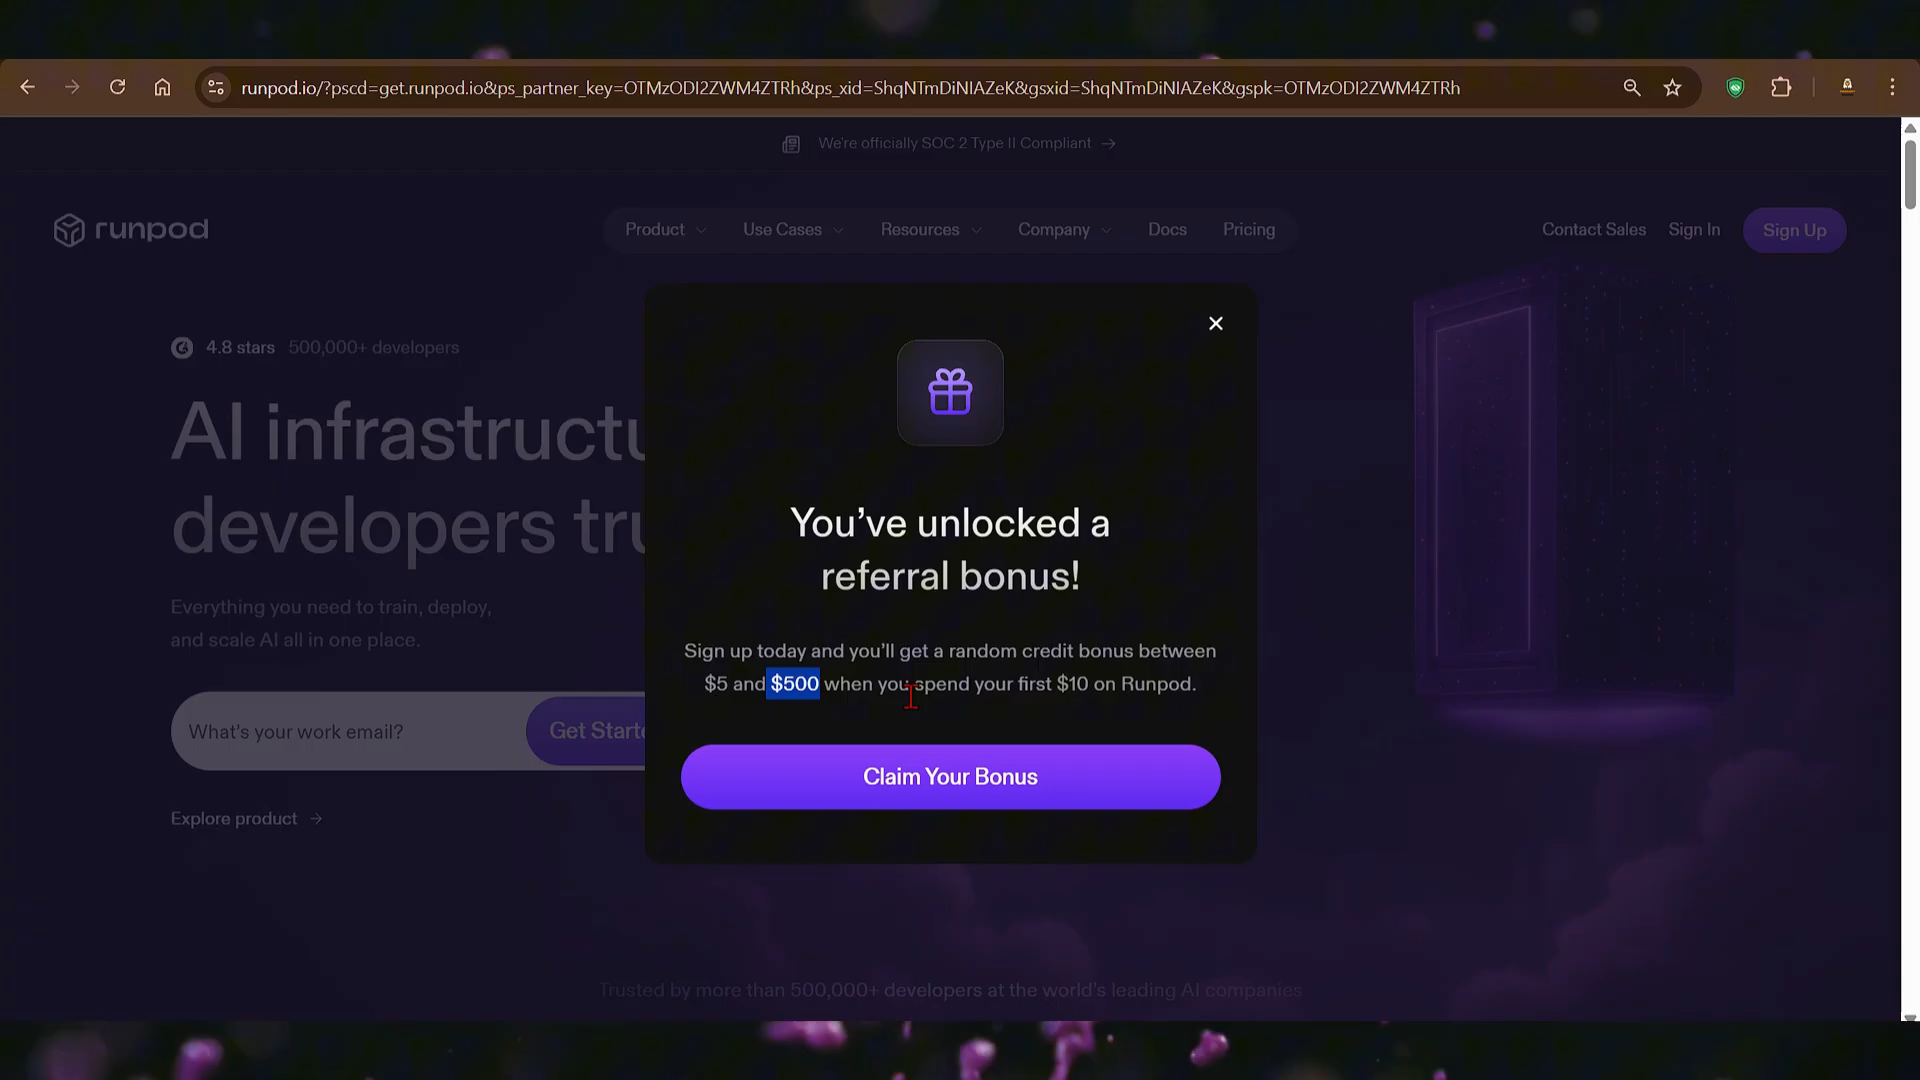 runpod.io/?pscd=get.runpod.io&ps_partner_key=OTMzODI2ZWM4ZTRh&ps_xid=ShqNTmDiNIAZeK&gsxid=ShqNTmDiNIAZeK&gspk=OTMzODI2ZWM4ZTRh
We're officially SOC 2 Type II Compliant →
runpod
Product Use Cases Resources Company Docs Pricing
Contact Sales Sign In Sign Up
4.8 stars 500,000+ developers
AI infrastructu
developers tru
Everything you need to train, deploy,
and scale AI all in one place.
What's your work email?
Get Starte
Explore product →
You've unlocked a
referral bonus!
Sign up today and you'll get a random credit bonus between
$5 and $500 when you spend your first $10 on Runpod.
Claim Your Bonus
Trusted by more than 500,000+ developers at the world's leading AI companies